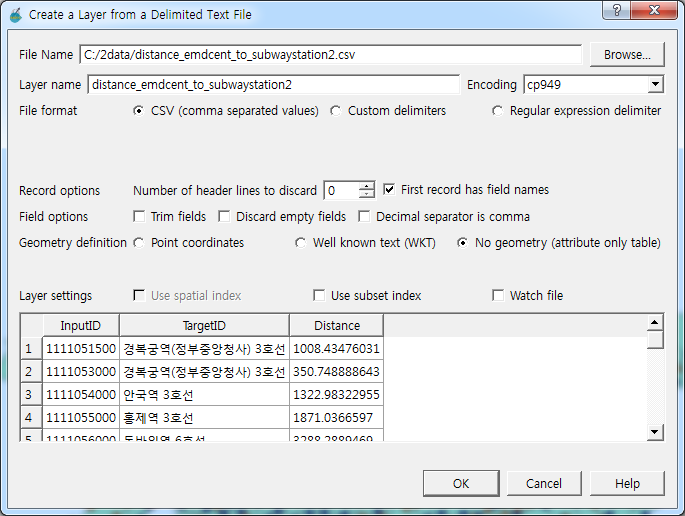 Create a Layer from a Delimited Text File
File Name C:/2data/distance_emdcent_to_subwaystation2.csv Browse...
Layer name distance_emdcent_to_subwaystation2 Encoding cp949
File format CSV (comma separated values) Custom delimiters Regular expression delimiter
Record options Number of header lines to discard 0 First record has field names
Field options Trim fields Discard empty fields Decimal separator is comma
Geometry definition Point coordinates Well known text (WKT) No geometry (attribute only table)
Layer settings Use spatial index Use subset index Watch file
InputID TargetID Distance
1 1111051500 경복궁역(정부중앙청사) 3호선 1008.43476031
2 1111053000 경복궁역(정부중앙청사) 3호선 350.748888643
3 1111054000 안국역 3호선 1322.98322955
4 1111055000 홍제역 3호선 1871.0366597
5 1111056000 독바위역 6호선 3288.2889469
OK Cancel Help